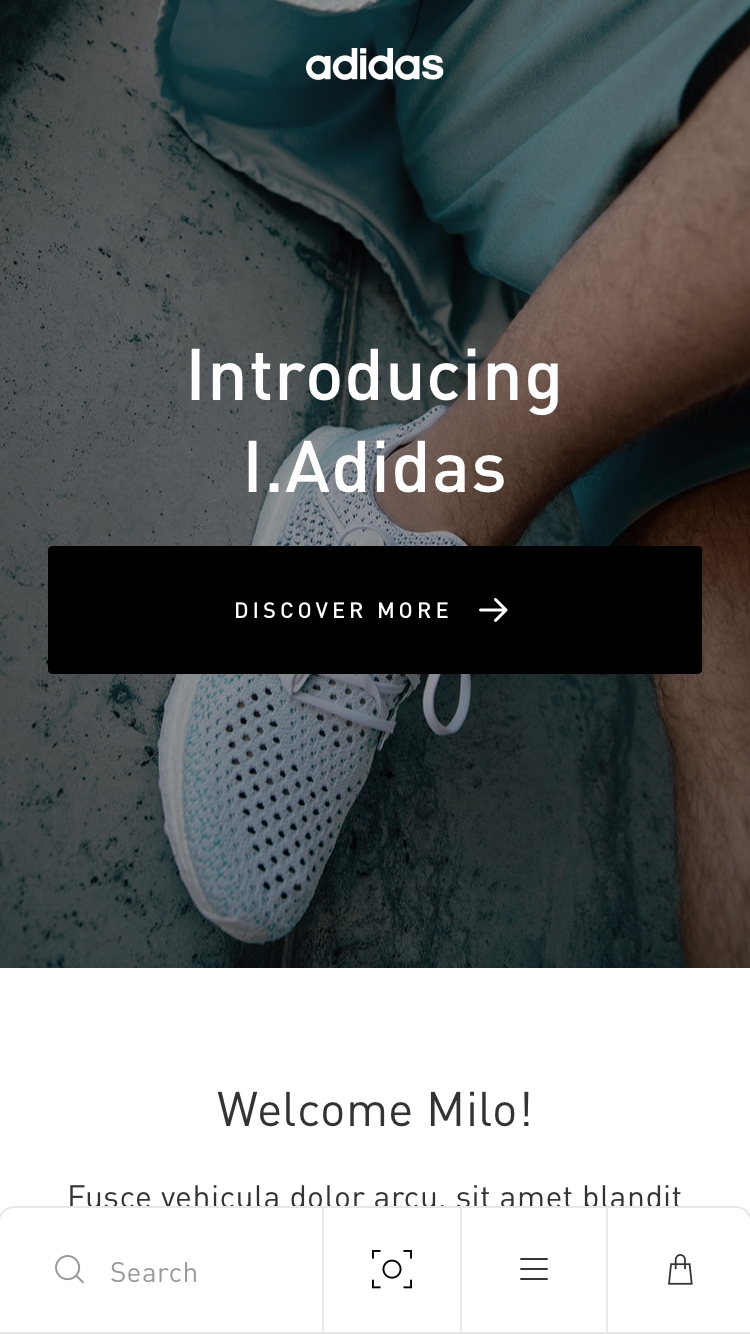 adidas
Introducing
I.Adidas
DISCOVER MORE
Welcome Milo!
Fusce vehicula dolor arcu, sit amet blandit
Search